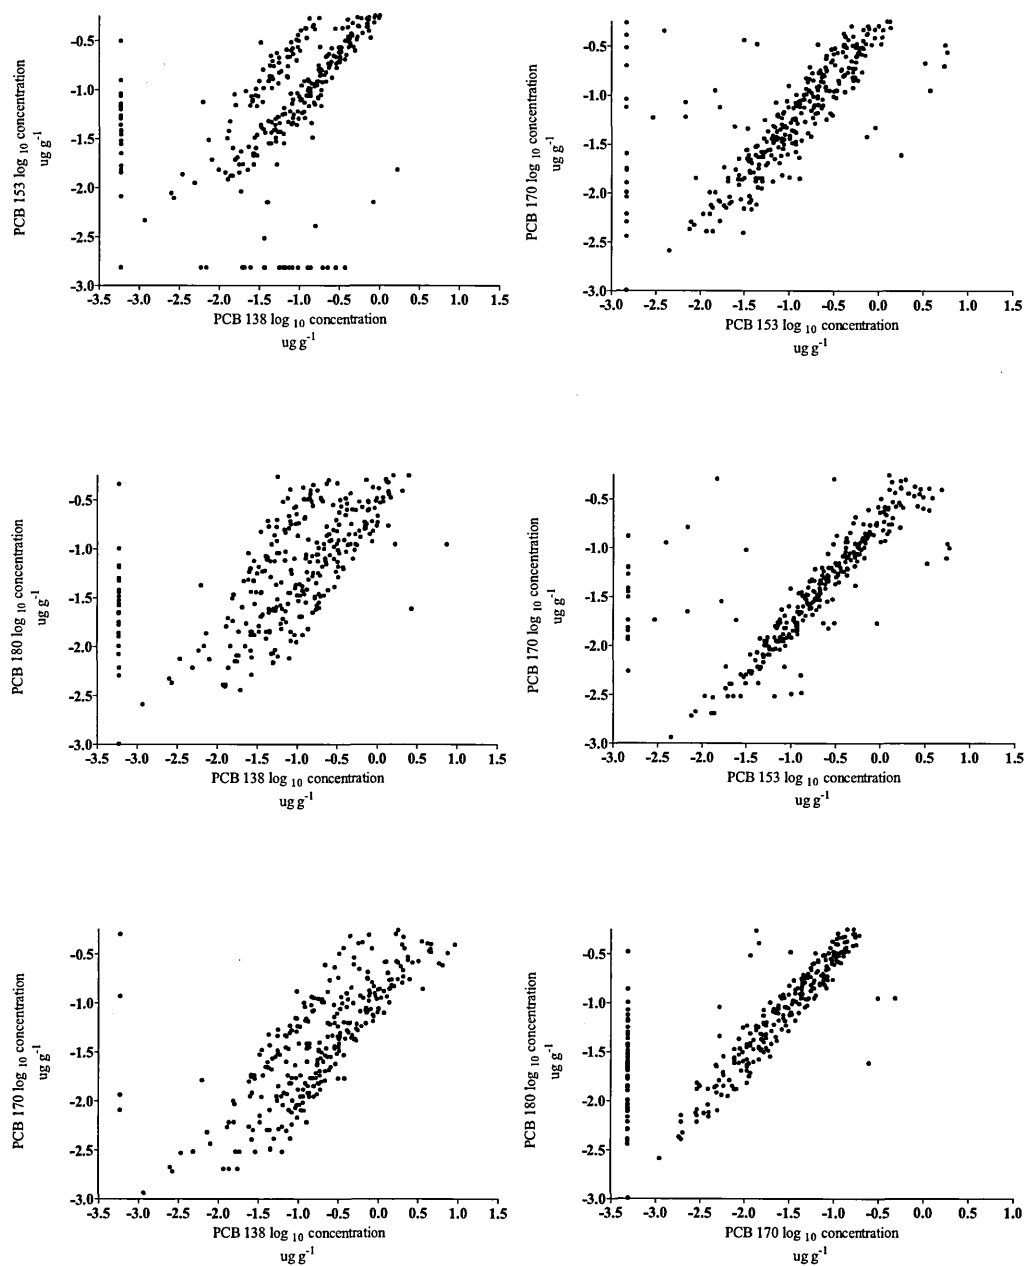 PCB 153 log 10 concentration
ug g-1
-0.5
-1.0
-1.5
-2.0
-2.5
-3.0
-3.5 -3.0 -2.5 -2.0 -1.5 -1.0 -0.5 0.0 0.5 1.0 1.5
PCB 138 log 10 concentration
ug g-1
PCB 170 log 10 concentration
ug g-1
-0.5
-1.0
-1.5
-2.0
-2.5
-3.0
-3.0 -2.5 -2.0 -1.5 -1.0 -0.5 0.0 0.5 1.0 1.5
PCB 153 log 10 concentration
ug g-1
PCB 180 log 10 concentration
ug g-1
-0.5
-1.0
-1.5
-2.0
-2.5
-3.0
-3.5 -3.0 -2.5 -2.0 -1.5 -1.0 -0.5 0.0 0.5 1.0 1.5
PCB 138 log 10 concentration
ug g-1
PCB 170 log 10 concentration
ug g-1
-0.5
-1.0
-1.5
-2.0
-2.5
-3.0
-3.0 -2.5 -2.0 -1.5 -1.0 -0.5 0.0 0.5 1.0 1.5
PCB 153 log 10 concentration
ug g-1
PCB 170 log 10 concentration
ug g-1
-0.5
-1.0
-1.5
-2.0
-2.5
-3.0
-3.5 -3.0 -2.5 -2.0 -1.5 -1.0 -0.5 0.0 0.5 1.0 1.5
PCB 138 log 10 concentration
ug g-1
PCB 180 log 10 concentration
ug g-1
-0.5
-1.0
-1.5
-2.0
-2.5
-3.0
-3.5 -3.0 -2.5 -2.0 -1.5 -1.0 -0.5 0.0 0.5 1.0
PCB 170 log 10 concentration
ug g-1